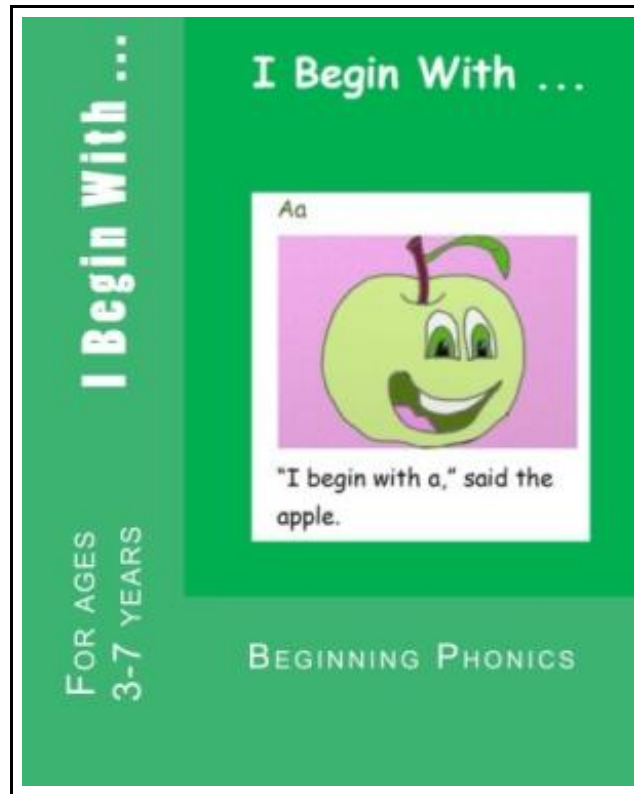 I Begin With ...
I Begin With ...
Aa
"I begin with a," said the
apple.
FOR AGES
3-7 YEARS
BEGINNING PHONICS